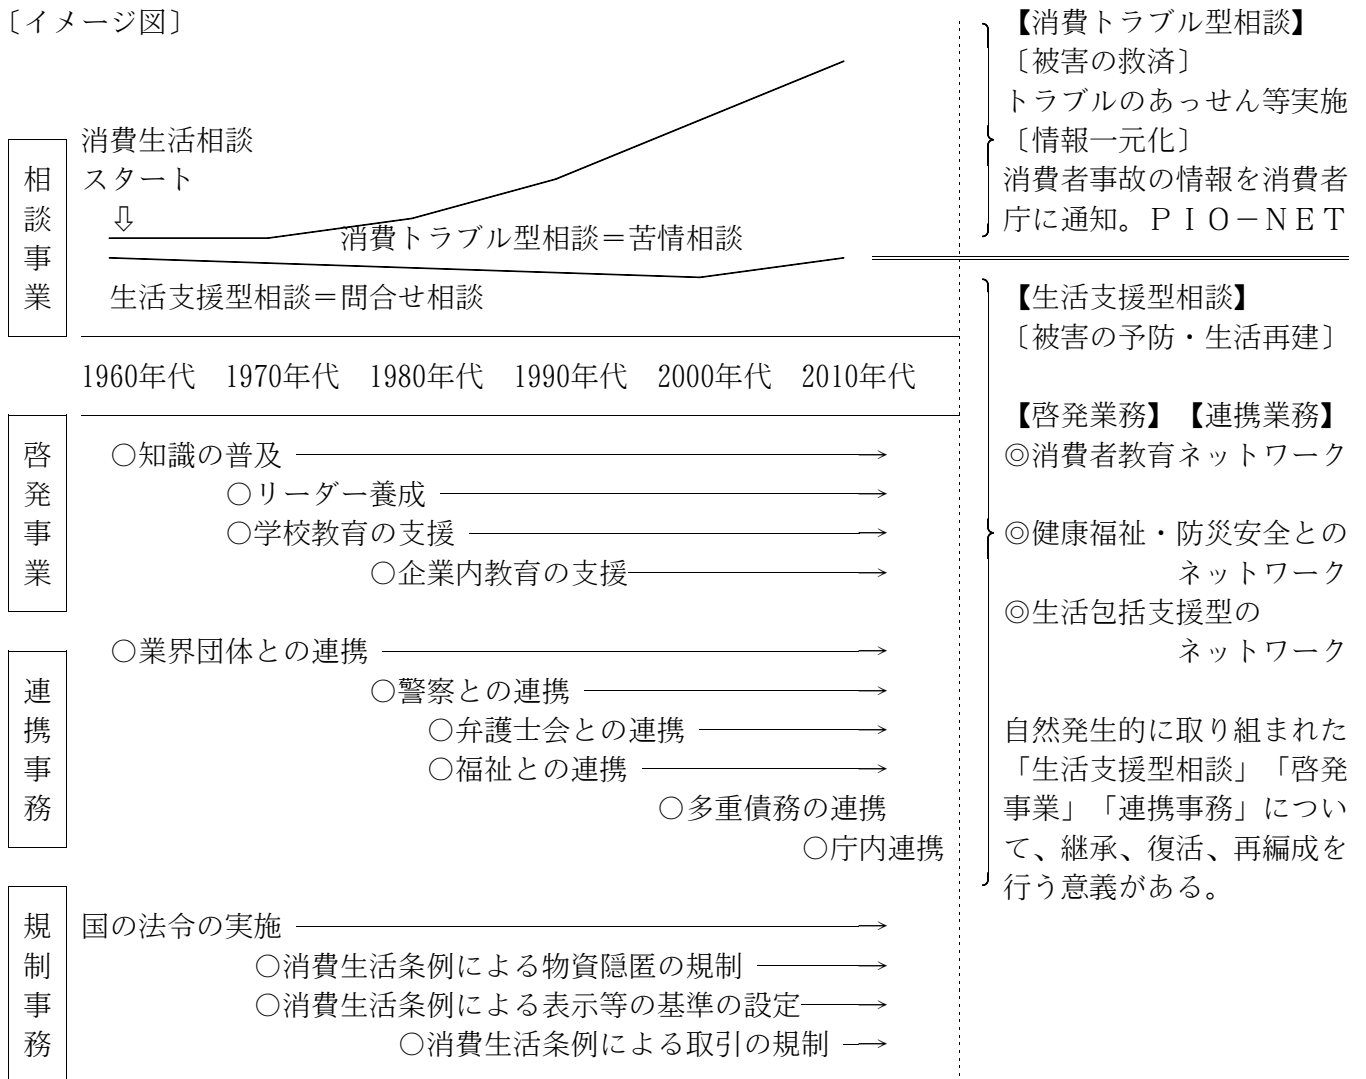 〔イメージ図〕
相談事業
消費生活相談
スタート
⇩
消費トラブル型相談＝苦情相談
生活支援型相談＝問合せ相談
1960年代 1970年代 1980年代 1990年代 2000年代 2010年代
啓発事業
○知識の普及
○リーダー養成
○学校教育の支援
○企業内教育の支援
連携事務
○業界団体との連携
○警察との連携
○弁護士会との連携
○福祉との連携
○多重債務の連携
○庁内連携
規制事務
国の法令の実施
○消費生活条例による物資隠匿の規制
○消費生活条例による表示等の基準の設定
○消費生活条例による取引の規制
【消費トラブル型相談】
〔被害の救済〕
トラブルのあっせん等実施
〔情報一元化〕
消費者事故の情報を消費者
庁に通知。ＰＩＯ－ＮＥＴ
【生活支援型相談】
〔被害の予防・生活再建〕
【啓発業務】【連携業務】
◎消費者教育ネットワーク
◎健康福祉・防災安全との
ネットワーク
◎生活包括支援型の
ネットワーク
自然発生的に取り組まれた
「生活支援型相談」「啓発
事業」「連携事務」につい
て、継承、復活、再編成を
行う意義がある。